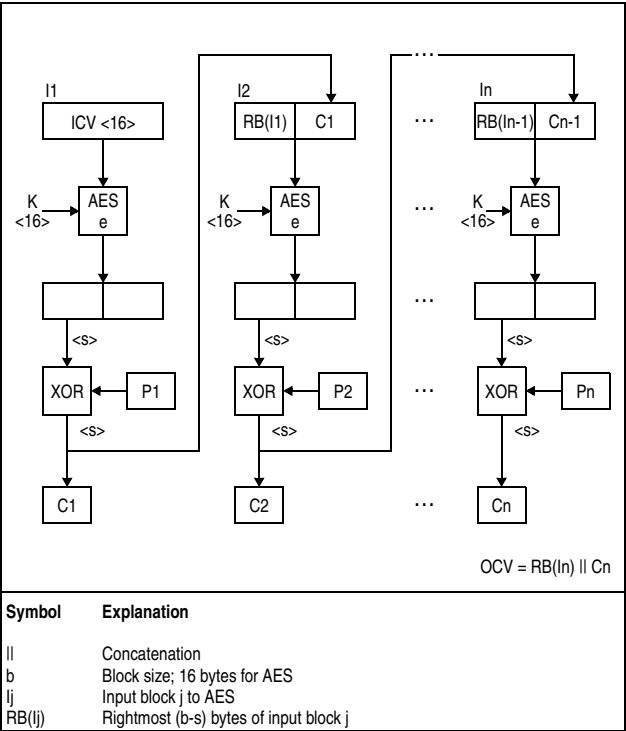 ...
I1 I2 In
ICV <16> RB(I1) C1 ... RB(In-1) Cn-1
K <16> AES e K <16> AES e ... K <16> AES e
...
<s> <s> <s>
XOR P1 XOR P2 ... XOR Pn
<s> <s> <s>
C1 C2 ... Cn
OCV = RB(In) || Cn
Symbol Explanation
|| Concatenation
b Block size; 16 bytes for AES
Ij Input block j to AES
RB(Ij) Rightmost (b-s) bytes of input block j